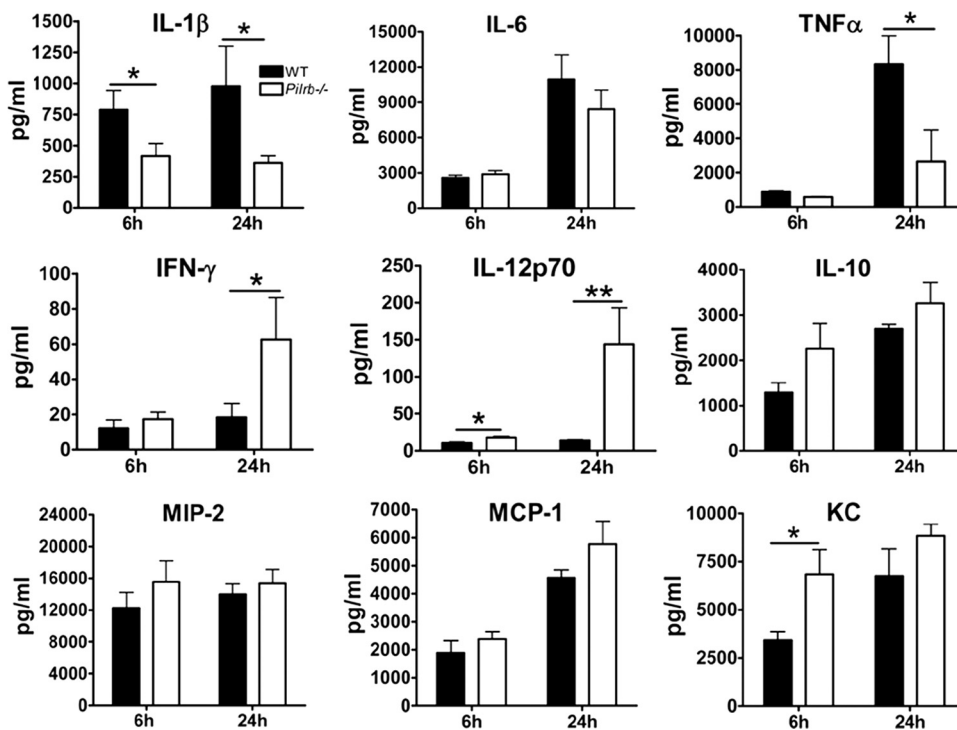 IL-1β
1500
1250
1000
750
500
250
0
pg/ml
*
*
WT
Pilrb-/-
6h
24h
IL-6
15000
12000
9000
6000
3000
0
pg/ml
6h
24h
TNFα
10000
8000
6000
4000
2000
0
pg/ml
*
6h
24h
IFN-γ
100
80
60
40
20
0
pg/ml
*
6h
24h
IL-12p70
250
200
150
100
50
0
pg/ml
*
**
6h
24h
IL-10
4000
3000
2000
1000
0
pg/ml
6h
24h
MIP-2
24000
20000
16000
12000
8000
4000
0
pg/ml
6h
24h
MCP-1
7000
6000
5000
4000
3000
2000
1000
0
pg/ml
6h
24h
KC
10000
7500
5000
2500
0
pg/ml
*
6h
24h